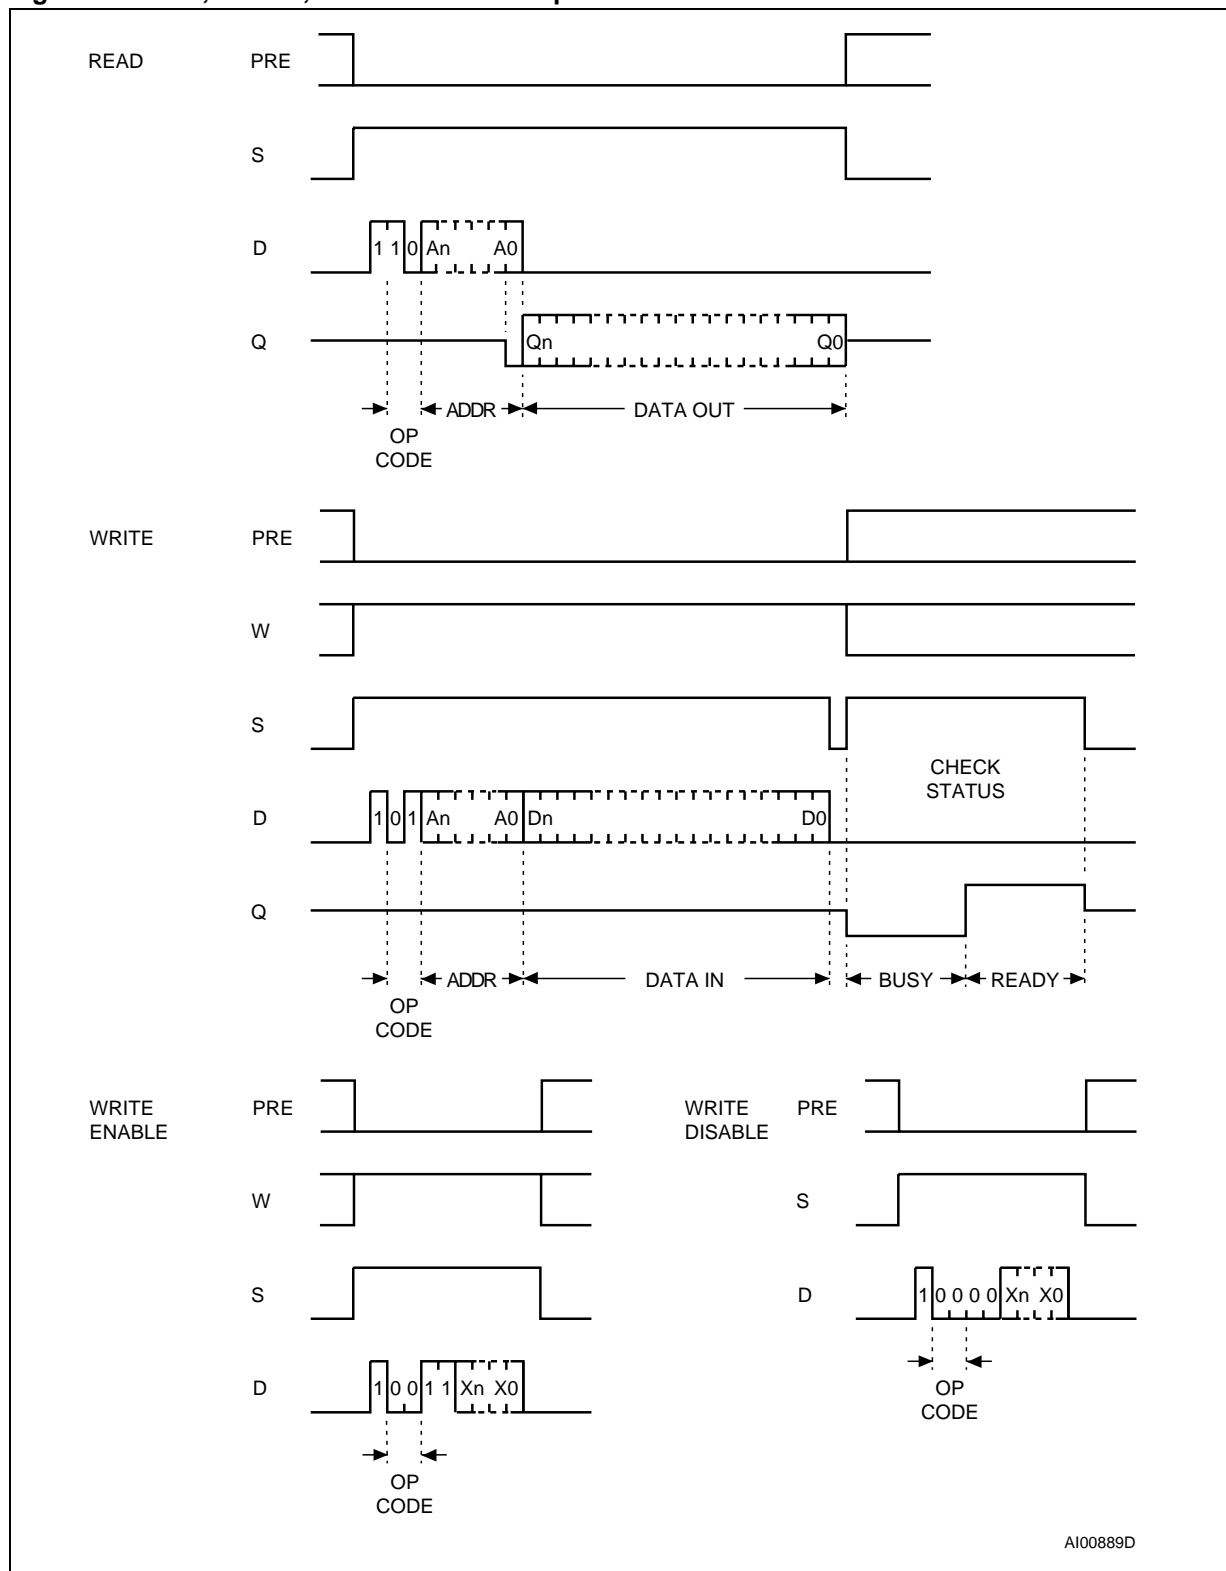 READ PRE
S
D 1 1 0 An A0
Q Qn Q0
ADDR DATA OUT
OP
CODE
WRITE PRE
W
S
CHECK
STATUS
D 1 0 1 An A0 Dn D0
Q
ADDR DATA IN BUSY READY
OP
CODE
WRITE
ENABLE
PRE
W
S
D 1 0 0 1 1 Xn X0
OP
CODE
WRITE
DISABLE
PRE
S
D 1 0 0 0 0 Xn X0
OP
CODE
AI00889D